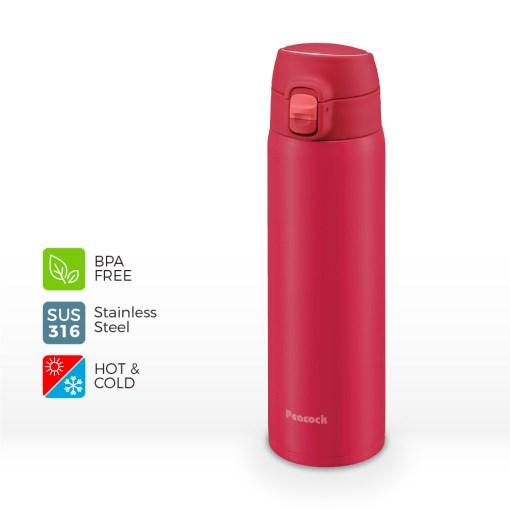 BPA
FREE
SUS
316
Stainless
Steel
HOT &
COLD
Peacock